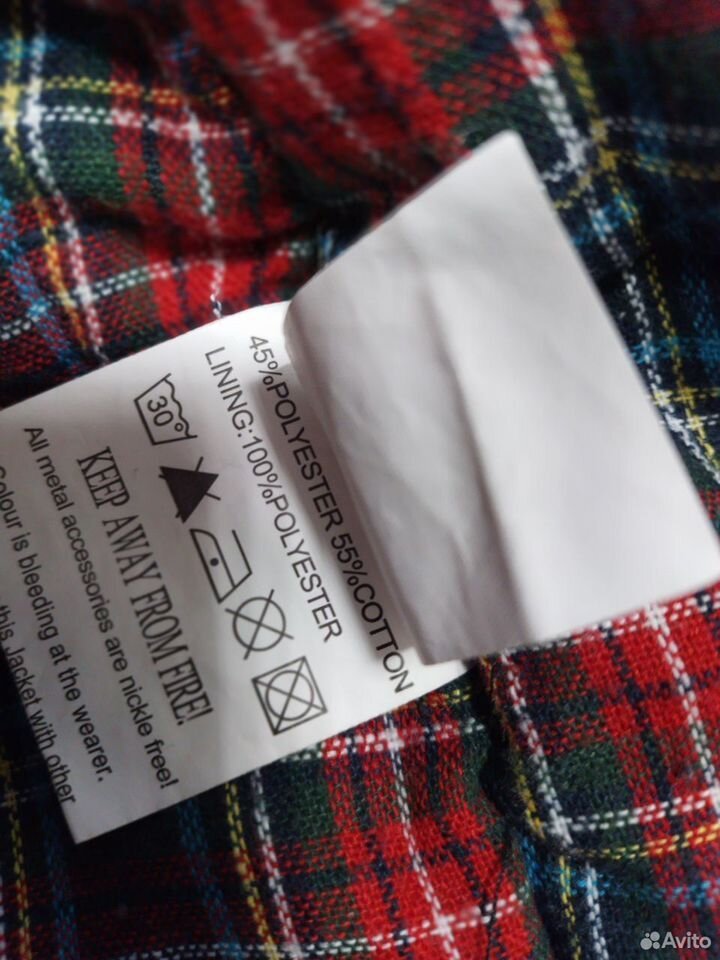 45%POLYESTER 55%COTTON
LINING:100%POLYESTER
30°
KEEP AWAY FROM FIRE!
All metal accessories are nickle free!
Colour is bleeding at the wearer.
this Jacket with other
Avito